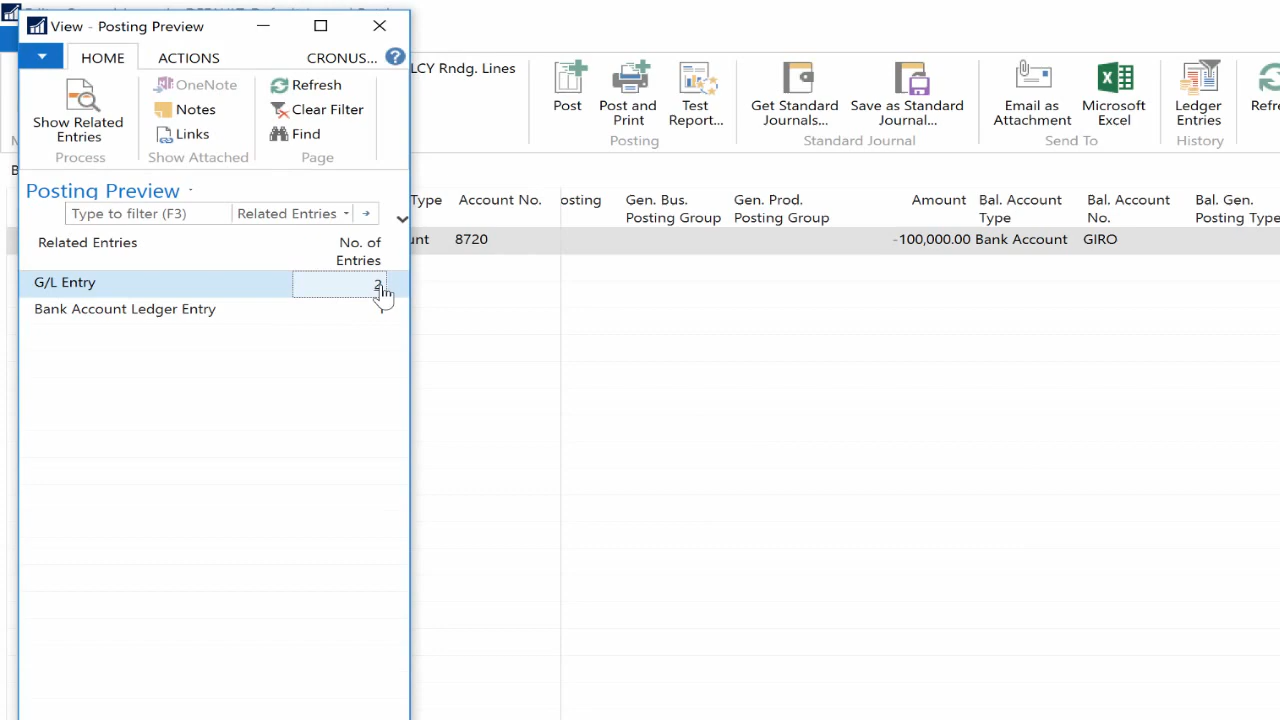 View - Posting Preview
HOME
ACTIONS
CRONUS...
?
Show Related
Entries
Process
OneNote
Notes
Links
Show Attached
Refresh
Clear Filter
Find
Page
LCY Rndg. Lines
Post
Post and
Print
Test
Report...
Posting
Get Standard
Journals...
Save as Standard
Journal...
Standard Journal
Email as
Attachment
Microsoft
Excel
Send To
Ledger
Entries
History
Refre
Posting Preview
Type to filter (F3)
Related Entries
Related Entries
No. of
Entries
G/L Entry
2
Bank Account Ledger Entry
Type
Account No.
osting
Gen. Bus.
Posting Group
Gen. Prod.
Posting Group
Amount
Bal. Account
Type
Bal. Account
No.
Bal. Gen.
Posting Type
unt
8720
-100,000.00
Bank Account
GIRO